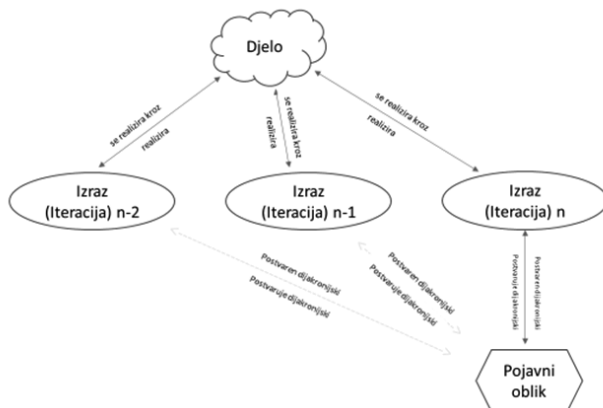 Djelo
se realizira kroz
realizira
se realizira kroz
realizira
se realizira kroz
realizira
Izraz
(Iteracija) n-2
Izraz
(Iteracija) n-1
Izraz
(Iteracija) n
Postvaren dijakronijski
Postvaruje dijakronijski
Postvaren dijakronijski
Postvaruje dijakronijski
Postvaren dijakronijski
Postvaruje dijakronijski
Pojavni
oblik